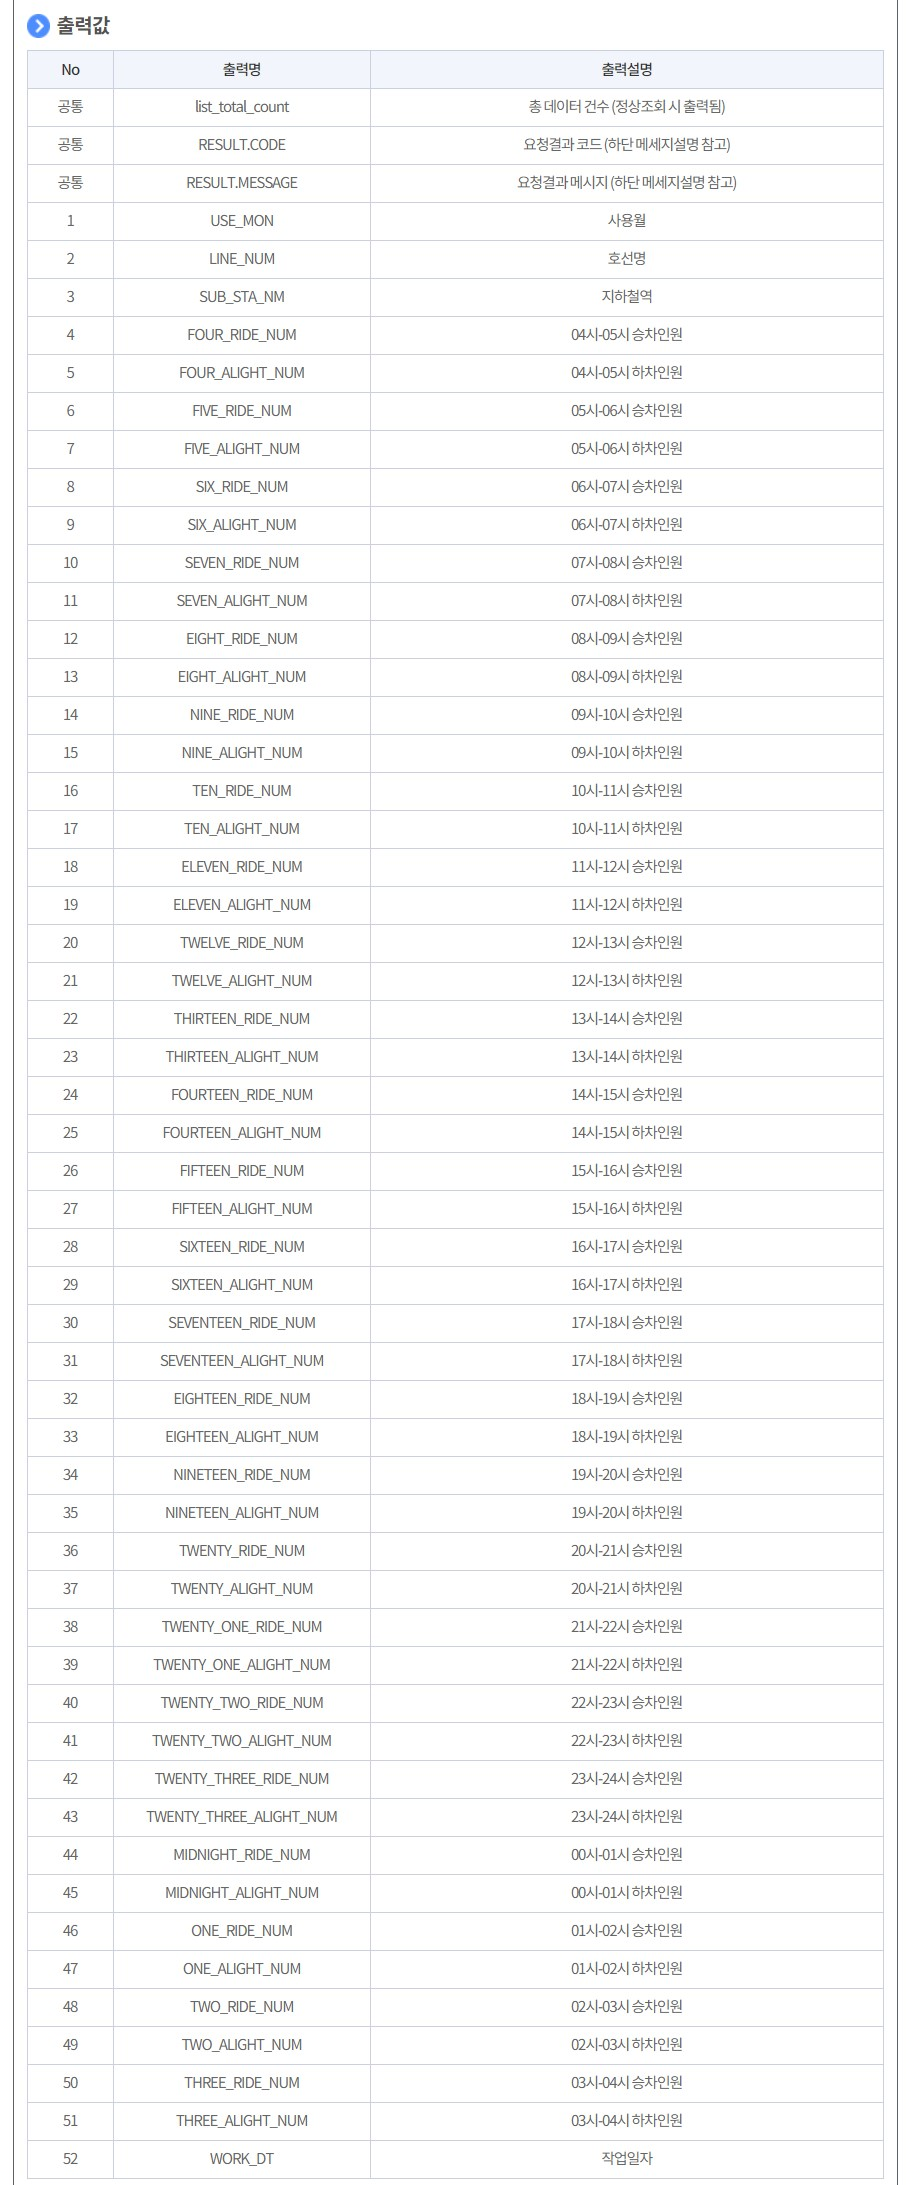 출력값
No 출력명 출력설명
공통 list_total_count 총 데이터 건수 (정상조회 시 출력됨)
공통 RESULT.CODE 요청결과 코드 (하단 메세지설명 참고)
공통 RESULT.MESSAGE 요청결과 메시지 (하단 메세지설명 참고)
1 USE_MON 사용월
2 LINE_NUM 호선명
3 SUB_STA_NM 지하철역
4 FOUR_RIDE_NUM 04시-05시 승차인원
5 FOUR_ALIGHT_NUM 04시-05시 하차인원
6 FIVE_RIDE_NUM 05시-06시 승차인원
7 FIVE_ALIGHT_NUM 05시-06시 하차인원
8 SIX_RIDE_NUM 06시-07시 승차인원
9 SIX_ALIGHT_NUM 06시-07시 하차인원
10 SEVEN_RIDE_NUM 07시-08시 승차인원
11 SEVEN_ALIGHT_NUM 07시-08시 하차인원
12 EIGHT_RIDE_NUM 08시-09시 승차인원
13 EIGHT_ALIGHT_NUM 08시-09시 하차인원
14 NINE_RIDE_NUM 09시-10시 승차인원
15 NINE_ALIGHT_NUM 09시-10시 하차인원
16 TEN_RIDE_NUM 10시-11시 승차인원
17 TEN_ALIGHT_NUM 10시-11시 하차인원
18 ELEVEN_RIDE_NUM 11시-12시 승차인원
19 ELEVEN_ALIGHT_NUM 11시-12시 하차인원
20 TWELVE_RIDE_NUM 12시-13시 승차인원
21 TWELVE_ALIGHT_NUM 12시-13시 하차인원
22 THIRTEEN_RIDE_NUM 13시-14시 승차인원
23 THIRTEEN_ALIGHT_NUM 13시-14시 하차인원
24 FOURTEEN_RIDE_NUM 14시-15시 승차인원
25 FOURTEEN_ALIGHT_NUM 14시-15시 하차인원
26 FIFTEEN_RIDE_NUM 15시-16시 승차인원
27 FIFTEEN_ALIGHT_NUM 15시-16시 하차인원
28 SIXTEEN_RIDE_NUM 16시-17시 승차인원
29 SIXTEEN_ALIGHT_NUM 16시-17시 하차인원
30 SEVENTEEN_RIDE_NUM 17시-18시 승차인원
31 SEVENTEEN_ALIGHT_NUM 17시-18시 하차인원
32 EIGHTEEN_RIDE_NUM 18시-19시 승차인원
33 EIGHTEEN_ALIGHT_NUM 18시-19시 하차인원
34 NINETEEN_RIDE_NUM 19시-20시 승차인원
35 NINETEEN_ALIGHT_NUM 19시-20시 하차인원
36 TWENTY_RIDE_NUM 20시-21시 승차인원
37 TWENTY_ALIGHT_NUM 20시-21시 하차인원
38 TWENTY_ONE_RIDE_NUM 21시-22시 승차인원
39 TWENTY_ONE_ALIGHT_NUM 21시-22시 하차인원
40 TWENTY_TWO_RIDE_NUM 22시-23시 승차인원
41 TWENTY_TWO_ALIGHT_NUM 22시-23시 하차인원
42 TWENTY_THREE_RIDE_NUM 23시-24시 승차인원
43 TWENTY_THREE_ALIGHT_NUM 23시-24시 하차인원
44 MIDNIGHT_RIDE_NUM 00시-01시 승차인원
45 MIDNIGHT_ALIGHT_NUM 00시-01시 하차인원
46 ONE_RIDE_NUM 01시-02시 승차인원
47 ONE_ALIGHT_NUM 01시-02시 하차인원
48 TWO_RIDE_NUM 02시-03시 승차인원
49 TWO_ALIGHT_NUM 02시-03시 하차인원
50 THREE_RIDE_NUM 03시-04시 승차인원
51 THREE_ALIGHT_NUM 03시-04시 하차인원
52 WORK_DT 작업일자